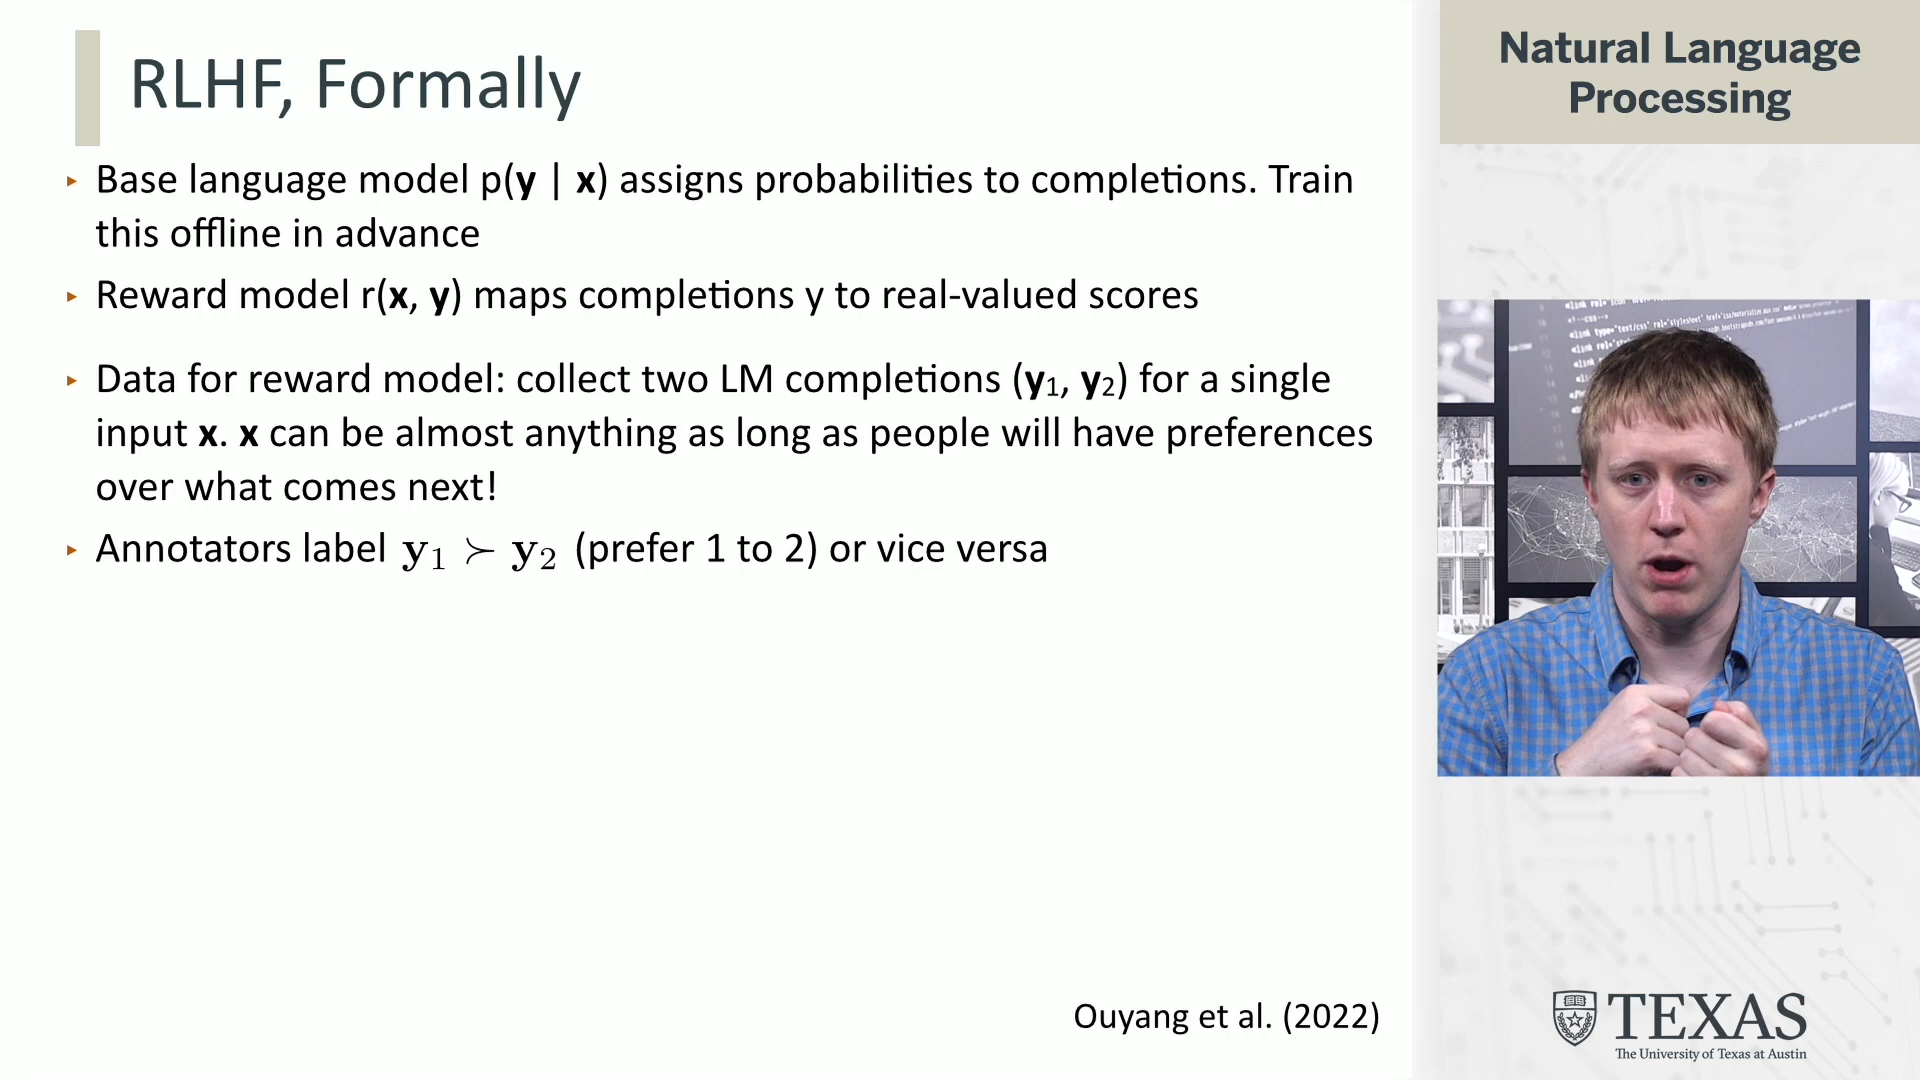 RLHF, Formally
▸ Base language model p(y | x) assigns probabilities to completions. Train
this offline in advance
▸ Reward model r(x, y) maps completions y to real-valued scores
▸ Data for reward model: collect two LM completions (y1, y2) for a single
input x. x can be almost anything as long as people will have preferences
over what comes next!
▸ Annotators label y₁ ≻ y₂ (prefer 1 to 2) or vice versa
Ouyang et al. (2022)
Natural Language
Processing
TEXAS
The University of Texas at Austin